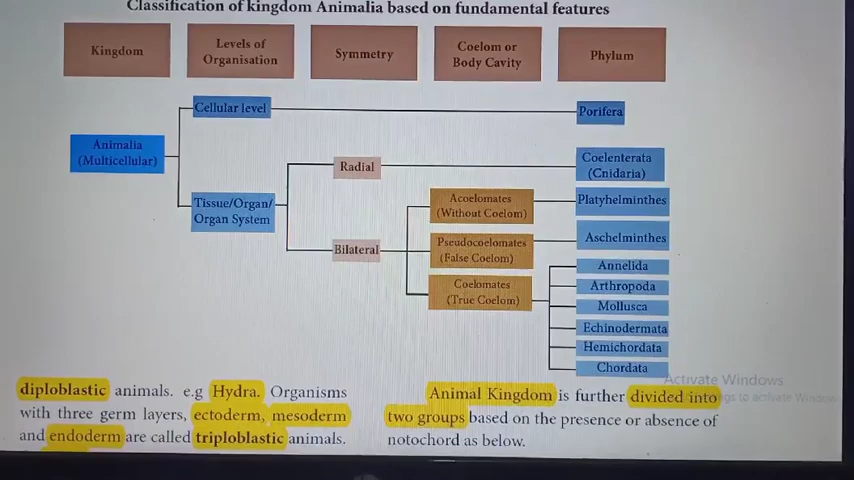 Classification of kingdom Animalia based on fundamental features
Kingdom
Levels of
Organisation
Symmetry
Coelom or
Body Cavity
Phylum
Cellular level
Porifera
Animalia
(Multicellular)
Radial
Coelenterata
(Cnidaria)
Tissue/Organ/
Organ System
Acoelomates
(Without Coelom)
Platyhelminthes
Bilateral
Pseudocoelomates
(False Coelom)
Aschelminthes
Coelomates
(True Coelom)
Annelida
Arthropoda
Mollusca
Echinodermata
Hemichordata
Chordata
diploblastic animals. e.g Hydra. Organisms
with three germ layers, ectoderm, mesoderm
and endoderm are called triploblastic animals.
Animal Kingdom is further divided into
two groups based on the presence or absence of
notochord as below.
Activate Windows
to activate Windows